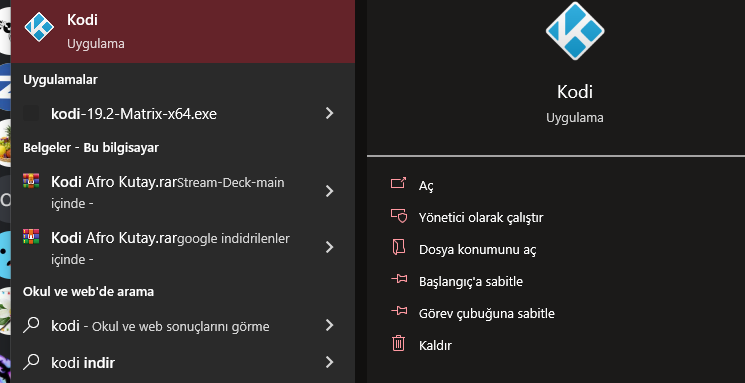 Kodi
Uygulama
Uygulamalar
kodi-19.2-Matrix-x64.exe
Belgeler - Bu bilgisayar
Kodi Afro Kutay.rarStream-Deck-main
içinde -
Kodi Afro Kutay.rargoogle indidrilenler
içinde -
Okul ve web'de arama
kodi - Okul ve web sonuçlarını görme
kodi indir
Kodi
Uygulama
Aç
Yönetici olarak çalıştır
Dosya konumunu aç
Başlangıç'a sabitle
Görev çubuğuna sabitle
Kaldır